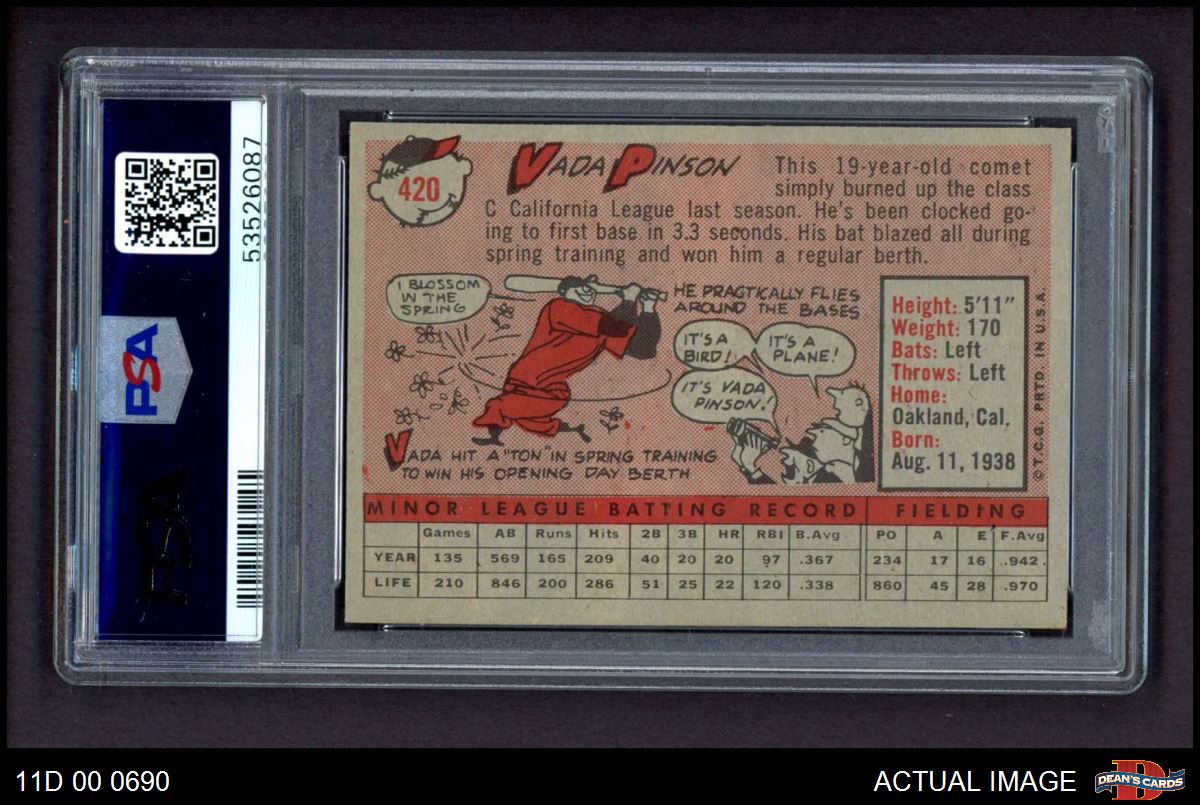 53526087
PSA
PSA
PSA
420
VADA PINSON
This 19-year-old comet
simply burned up the class
C California League last season. He's been clocked go-
ing to first base in 3.3 seconds. His bat blazed all during
spring training and won him a regular berth.
I BLOSSOM
IN THE
SPRING
HE PRACTICALLY FLIES
AROUND THE BASES
IT'S A
BIRD!
IT'S A
PLANE!
IT'S VADA
PINSON!
VADA HIT A "TON" IN SPRING TRAINING
TO WIN HIS OPENING DAY BERTH
Height: 5'11"
Weight: 170
Bats: Left
Throws: Left
Home:
Oakland, Cal.
Born:
Aug. 11, 1938
© T.C.G. PRTD. IN U.S.A.
MINOR LEAGUE BATTING RECORD FIELDING
Games AB Runs Hits 2B 3B HR RBI B.Avg PO A E F.Avg
YEAR 135 569 165 209 40 20 20 97 .367 234 17 16 .942
LIFE 210 846 200 286 51 25 22 120 .338 860 45 28 .970
11D 00 0690
ACTUAL IMAGE
DEAN'S CARDS